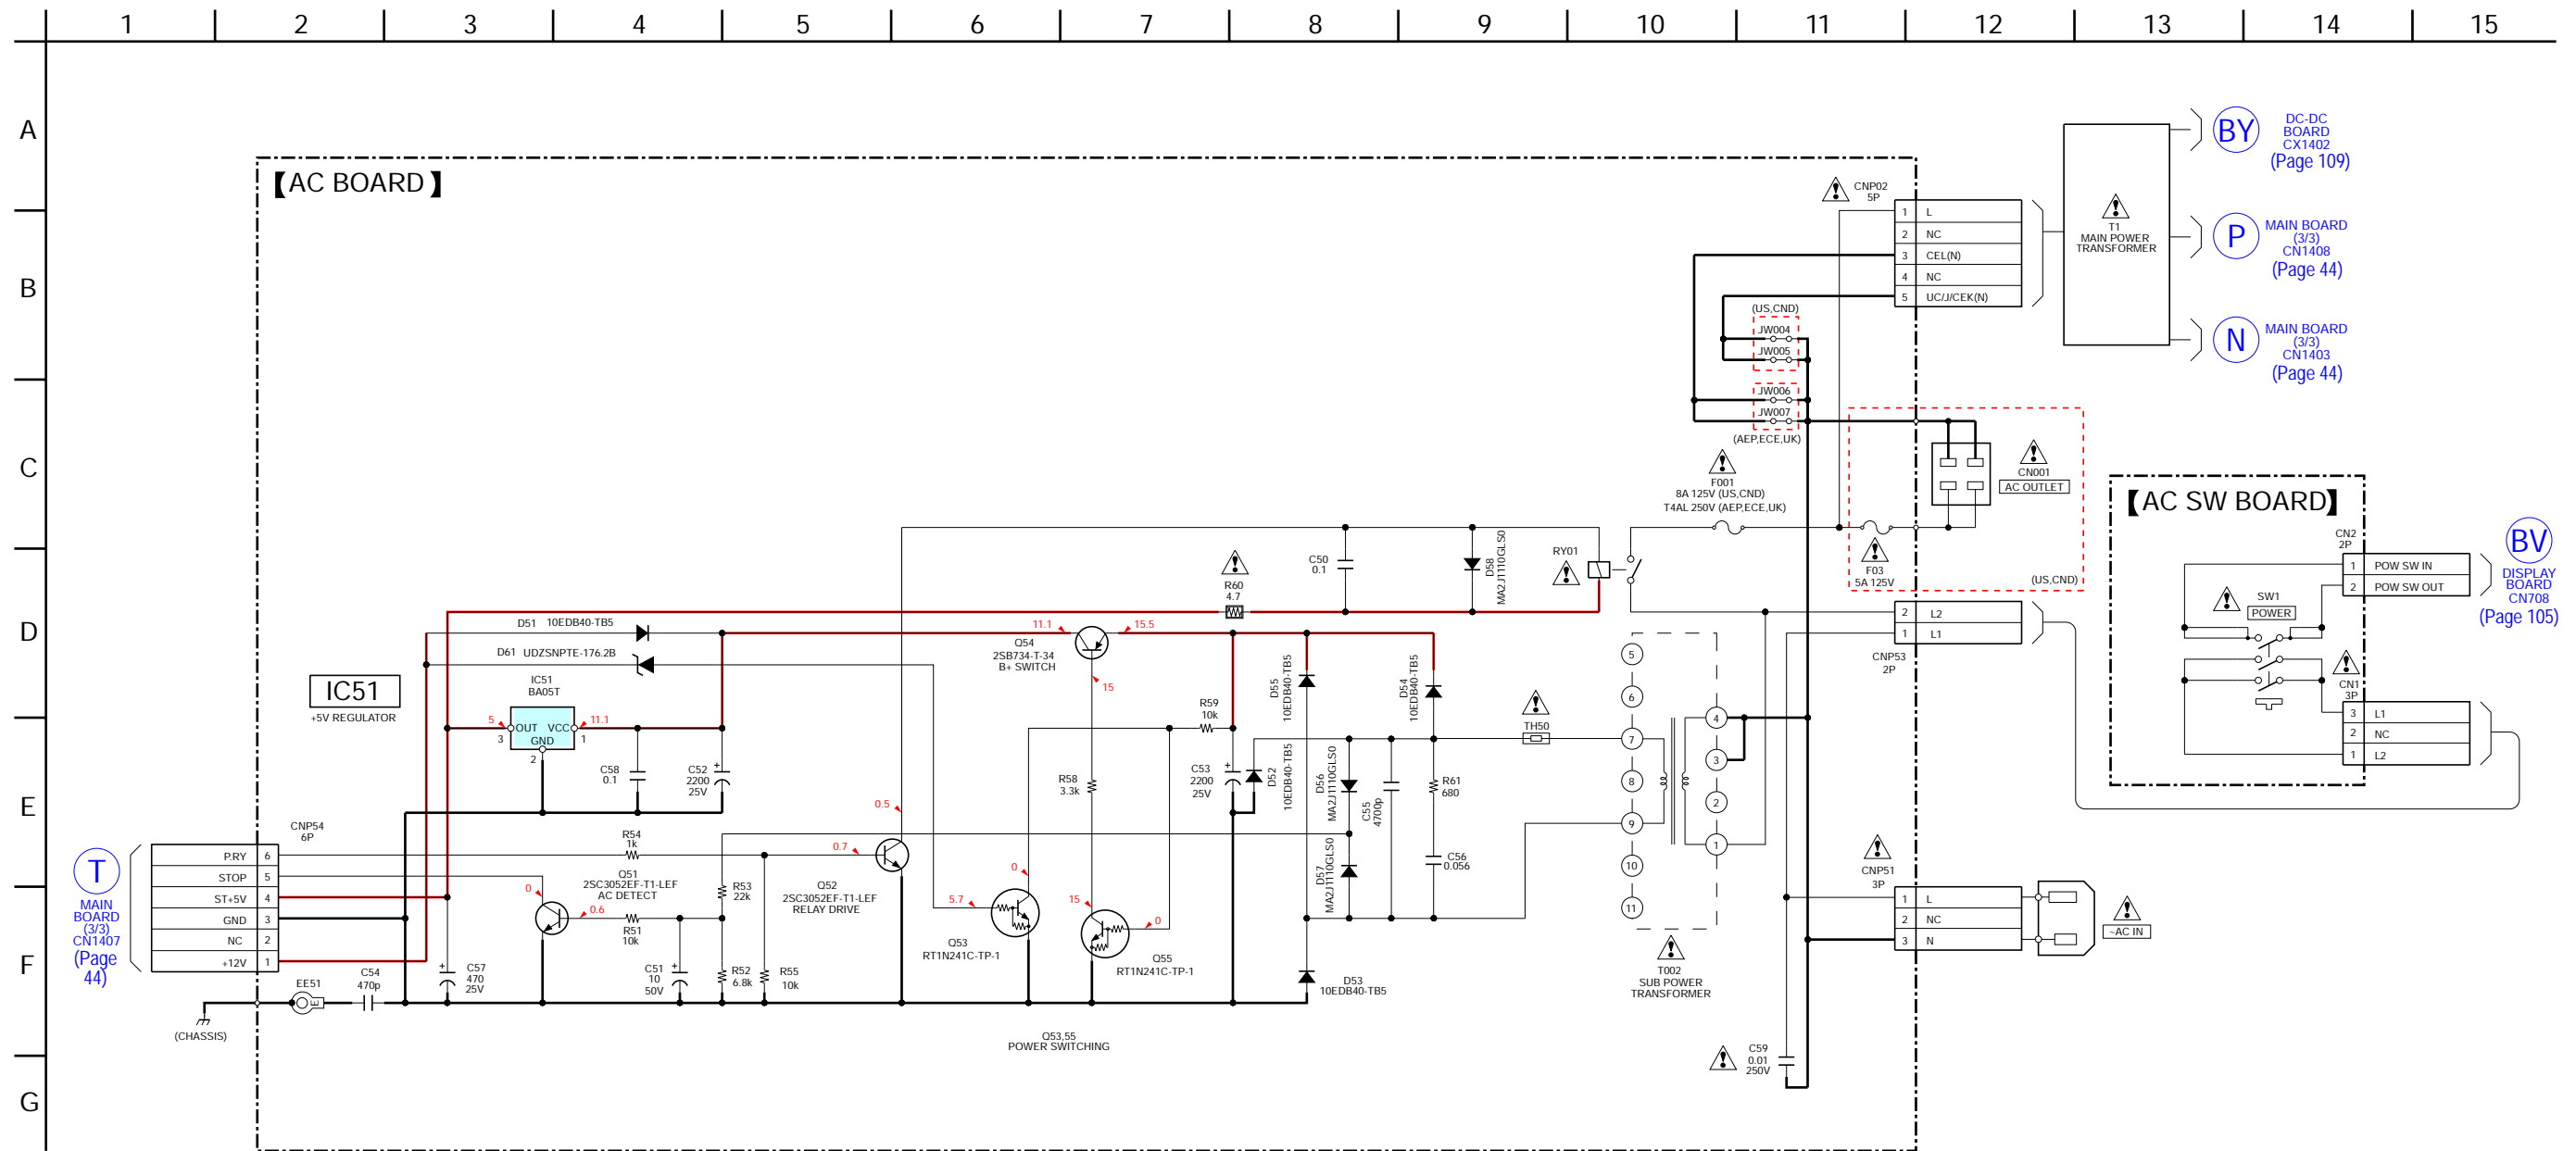 1 2 3 4 5 6 7 8 9 10 11 12 13 14 15
A
B
C
D
E
F
G
【AC BOARD】
BY
DC-DC
BOARD
CX1402
(Page 109)
P
MAIN BOARD
(3/3)
CN1408
(Page 44)
N
MAIN BOARD
(3/3)
CN1403
(Page 44)
T1
MAIN POWER
TRANSFORMER
CNP02
5P
1 L
2 NC
3 CEL(N)
4 NC
5 UC/J/CEK(N)
(US,CND)
JW004
JW005
JW006
JW007
(AEP,ECE,UK)
F001
8A 125V (US,CND)
T4AL 250V (AEP,ECE,UK)
CN001
AC OUTLET
F03
5A 125V
(US,CND)
【AC SW BOARD】
CN2
2P
1 POW SW IN
2 POW SW OUT
BV
DISPLAY
BOARD
CN708
(Page 105)
SW1
POWER
CN1
3P
3 L1
2 NC
1 L2
2 L2
1 L1
CNP53
2P
RY01
C50
0.1
D58
MA2J1110GLS0
R60
4.7
D51 10EDB40-TB5
D61 UDZSNPTE-176.2B
11.1
15.5
Q54
2SB734-T-34
B+ SWITCH
15
IC51
+5V REGULATOR
IC51
BA05T
5
11.1
OUT VCC
GND
3
1
2
C58
0.1
C52
2200
25V
R59
10k
R58
3.3k
C53
2200
25V
D55
10EDB40-TB5
D54
10EDB40-TB5
D52
10EDB40-TB5
D56
MA2J1110GLS0
C55
4700p
R61
680
D57
MA2J1110GLS0
C56
0.056
TH50
5
6
7
8
9
10
11
4
3
2
1
T002
SUB POWER
TRANSFORMER
CNP54
6P
P.RY 6
STOP 5
ST+5V 4
GND 3
NC 2
+12V 1
T
MAIN
BOARD
(3/3)
CN1407
(Page
44)
R54
1k
0.5
0.7
Q51
2SC3052EF-T1-LEF
AC DETECT
0
0.6
R51
10k
R53
22k
Q52
2SC3052EF-T1-LEF
RELAY DRIVE
5.7
0
15
0
Q53
RT1N241C-TP-1
Q55
RT1N241C-TP-1
C57
470
25V
C51
10
50V
R52
6.8k
R55
10k
D53
10EDB40-TB5
EE51
E
C54
470p
(CHASSIS)
Q53,55
POWER SWITCHING
C59
0.01
250V
CNP51
3P
1 L
2 NC
3 N
~AC IN